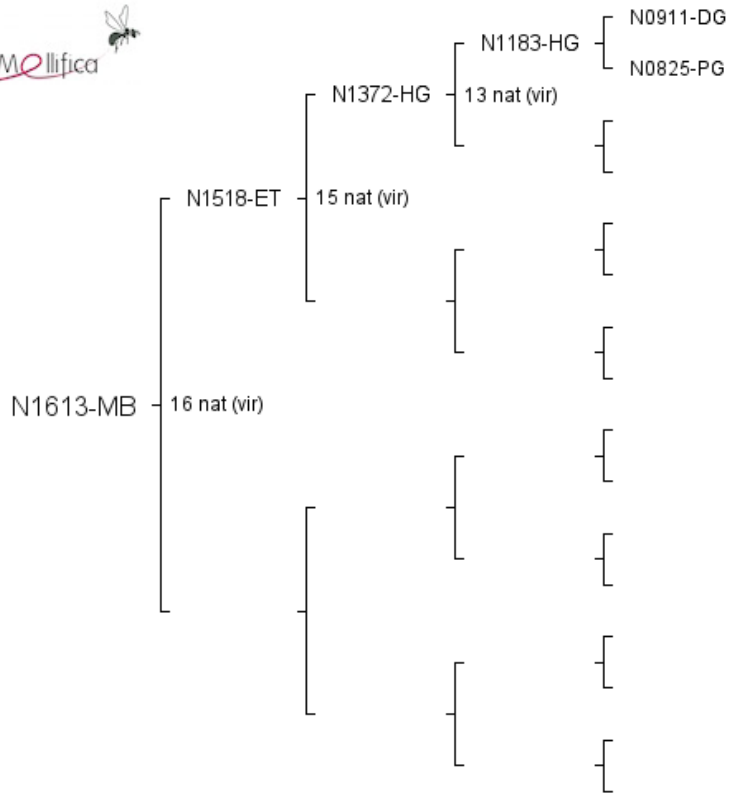 Mellifica
N0911-DG
N1183-HG
N0825-PG
N1372-HG
13 nat (vir)
N1518-ET
15 nat (vir)
N1613-MB
16 nat (vir)